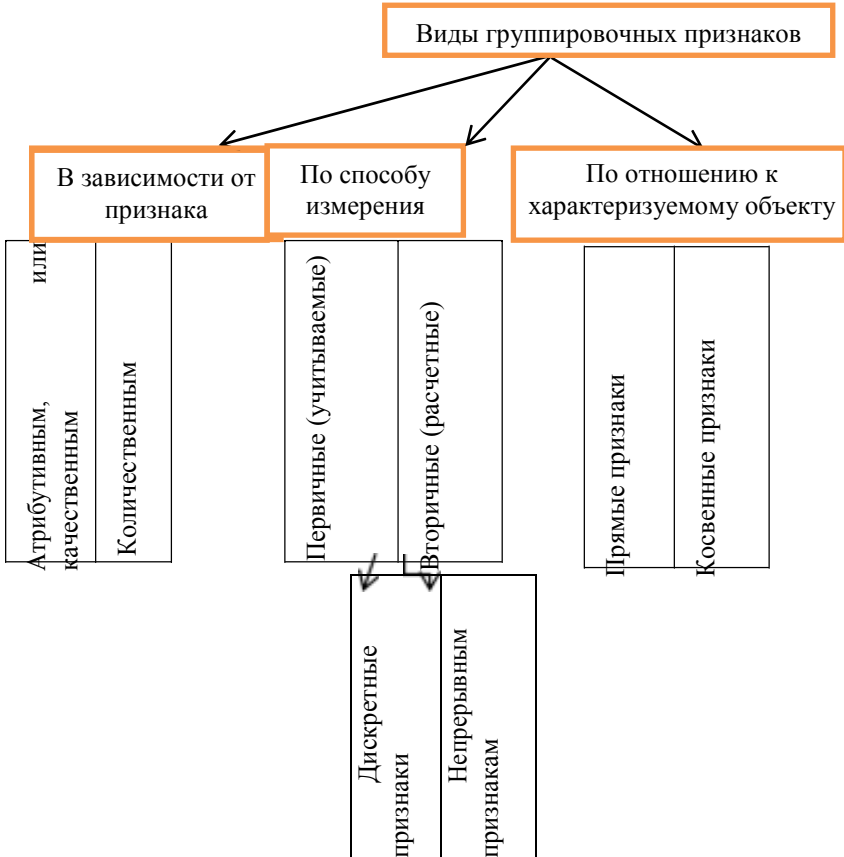 Виды группировочных признаков
В зависимости от
признака
По способу
измерения
По отношению к
характеризуемому объекту
Атрибутивным, или
качественным
Количественным
Первичные (учитываемые)
Вторичные (расчетные)
Прямые признаки
Косвенные признаки
Дискретные
признаки
Непрерывным
признакам